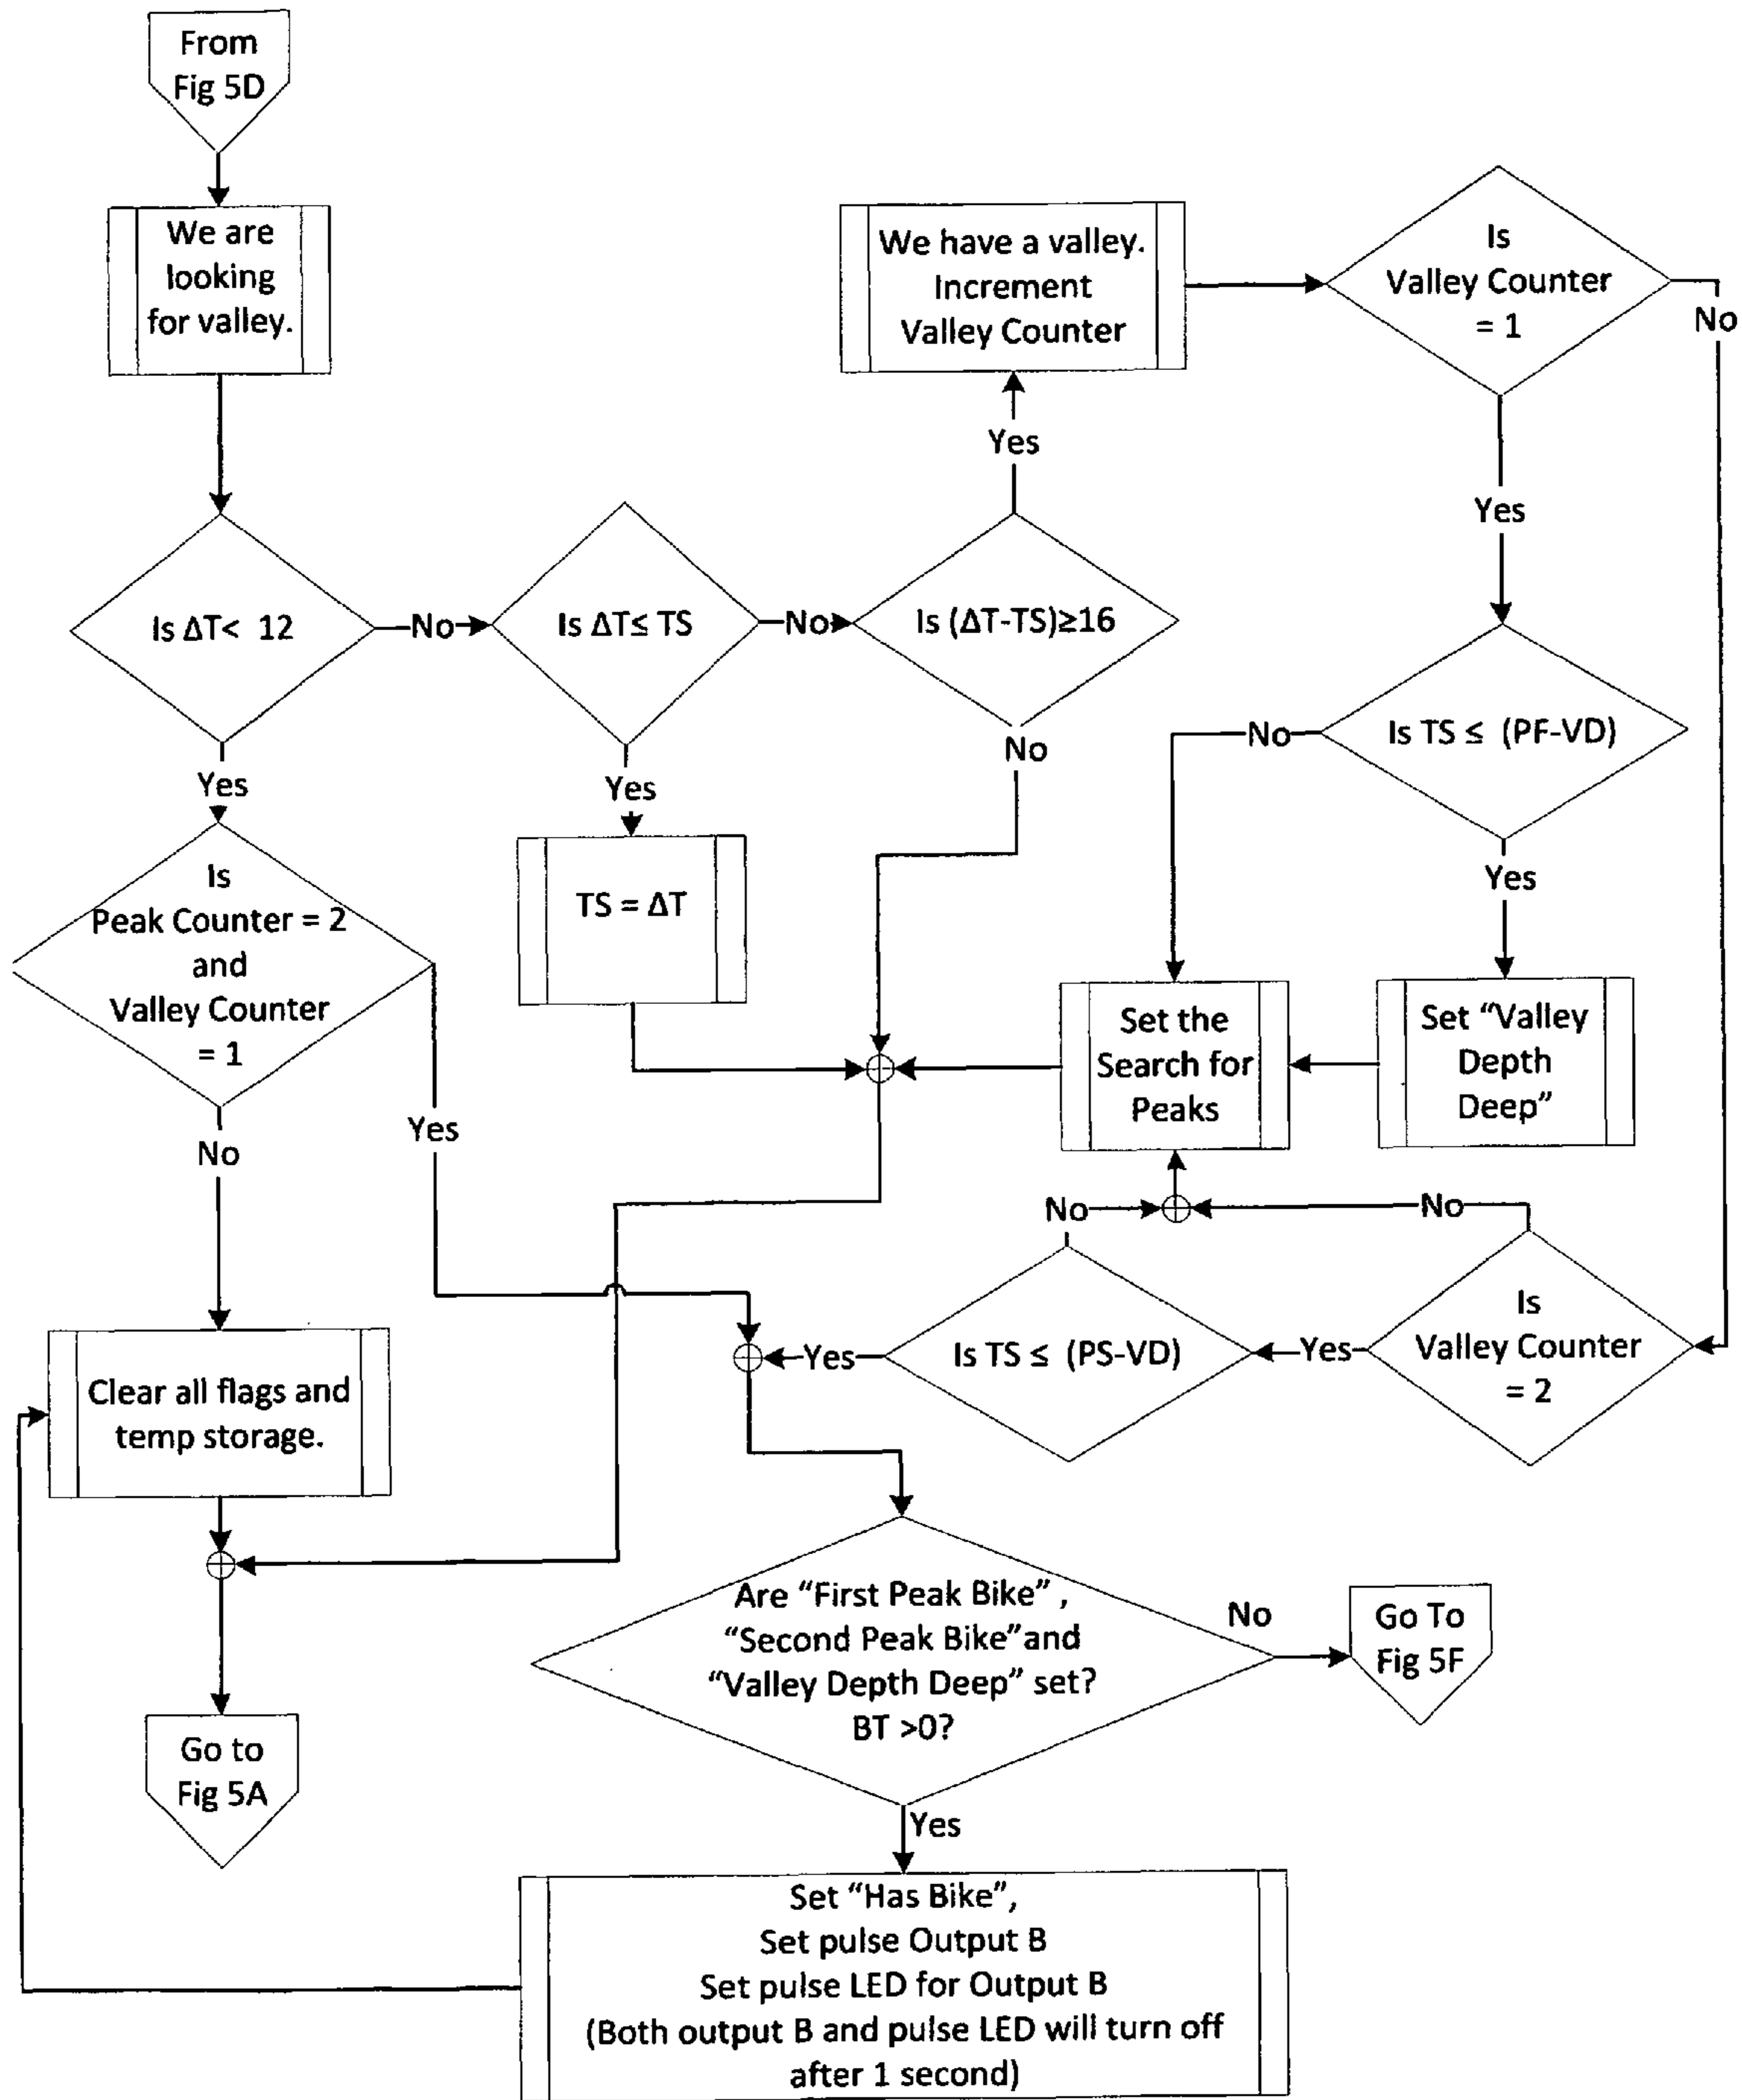 From
Fig 5D
We are
looking
for valley.
We have a valley.
Increment
Valley Counter
Is
Valley Counter
= 1
No
Yes
Yes
Is ΔT< 12
No
Is ΔT≤ TS
No
Is (ΔT-TS)≥16
No
Is TS ≤ (PF-VD)
No
Yes
Yes
Yes
Is
Peak Counter = 2
and
Valley Counter
= 1
TS = ΔT
Set the
Search for
Peaks
Set “Valley
Depth
Deep”
Yes
No
No
No
Is
Valley Counter
= 2
Yes
Is TS ≤ (PS-VD)
Yes
Clear all flags and
temp storage.
Are “First Peak Bike” ,
“Second Peak Bike”and
“Valley Depth Deep” set?
BT >0?
No
Go To
Fig 5F
Go to
Fig 5A
Yes
Set “Has Bike”,
Set pulse Output B
Set pulse LED for Output B
(Both output B and pulse LED will turn off
after 1 second)